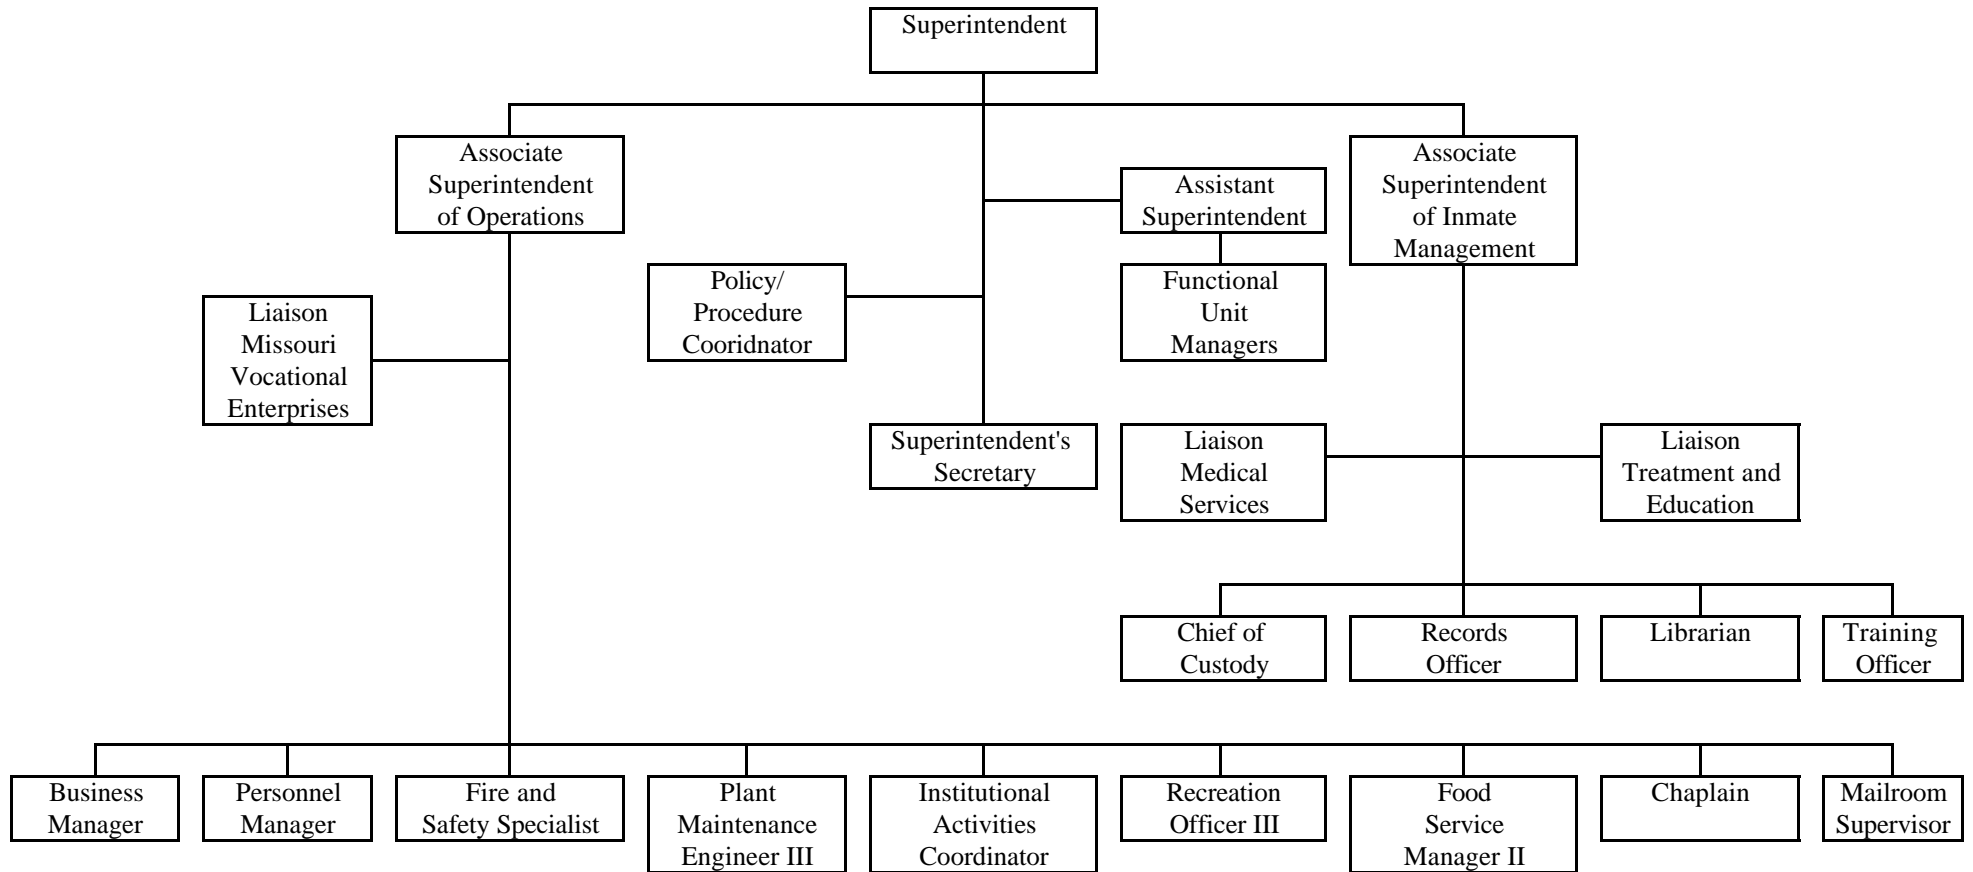 Superintendent
Associate
Superintendent
of Operations
Associate
Superintendent
of Inmate
Management
Assistant
Superintendent
Policy/
Procedure
Cooridnator
Functional
Unit
Managers
Liaison
Missouri
Vocational
Enterprises
Superintendent's
Secretary
Liaison
Medical
Services
Liaison
Treatment and
Education
Chief of
Custody
Records
Officer
Librarian
Training
Officer
Business
Manager
Personnel
Manager
Fire and
Safety Specialist
Plant
Maintenance
Engineer III
Institutional
Activities
Coordinator
Recreation
Officer III
Food
Service
Manager II
Chaplain
Mailroom
Supervisor